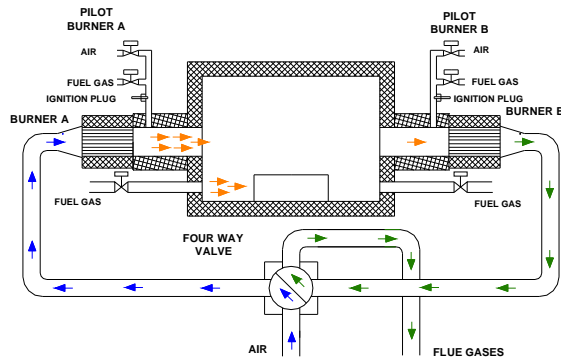 PILOT
BURNER A
AIR
FUEL GAS
IGNITION PLUG
BURNER A
FUEL GAS
PILOT
BURNER B
AIR
FUEL GAS
IGNITION PLUG
BURNER B
FUEL GAS
FOUR WAY
VALVE
AIR
FLUE GASES